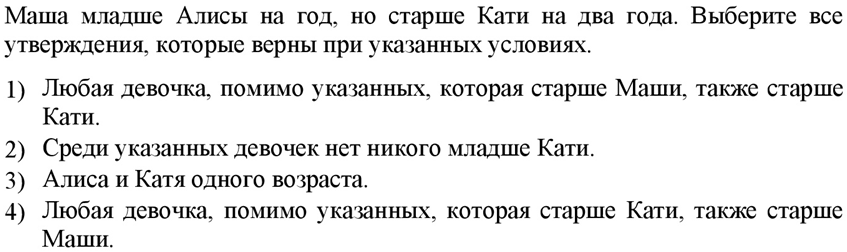 Маша младше Алисы на год, но старше Кати на два года. Выберите все
утверждения, которые верны при указанных условиях.
1) Любая девочка, помимо указанных, которая старше Маши, также старше
Кати.
2) Среди указанных девочек нет никого младше Кати.
3) Алиса и Катя одного возраста.
4) Любая девочка, помимо указанных, которая старше Кати, также старше
Маши.